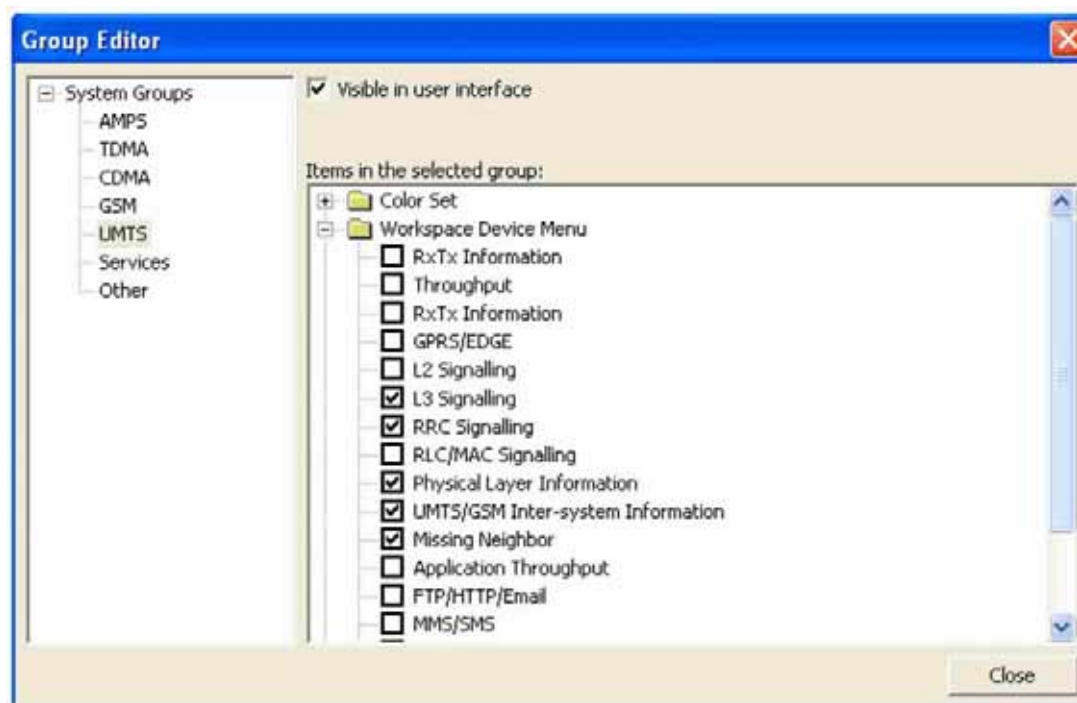 Group Editor
System Groups
AMPS
TDMA
CDMA
GSM
UMTS
Services
Other
Visible in user interface
Items in the selected group:
Color Set
Workspace Device Menu
RxTx Information
Throughput
RxTx Information
GPRS/EDGE
L2 Signalling
L3 Signalling
RRC Signalling
RLC/MAC Signalling
Physical Layer Information
UMTS/GSM Inter-system Information
Missing Neighbor
Application Throughput
FTP/HTTP/Email
MMS/SMS
Close